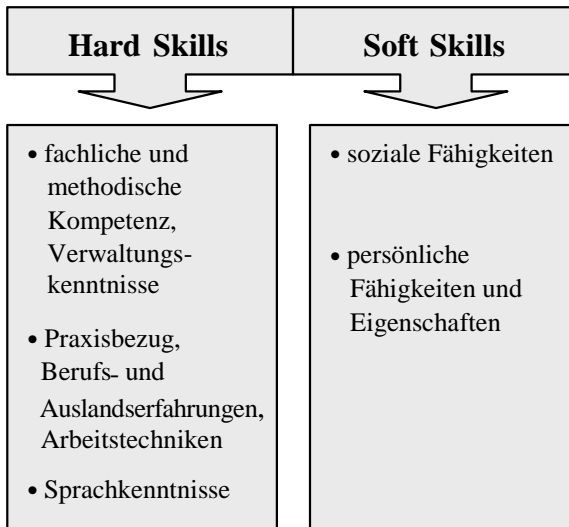 Hard Skills
Soft Skills
• fachliche und
methodische
Kompetenz,
Verwaltungs-
kenntnisse
• Praxisbezug,
Berufs- und
Auslandserfahrungen,
Arbeitstechniken
• Sprachkenntnisse
• soziale Fähigkeiten
• persönliche
Fähigkeiten und
Eigenschaften